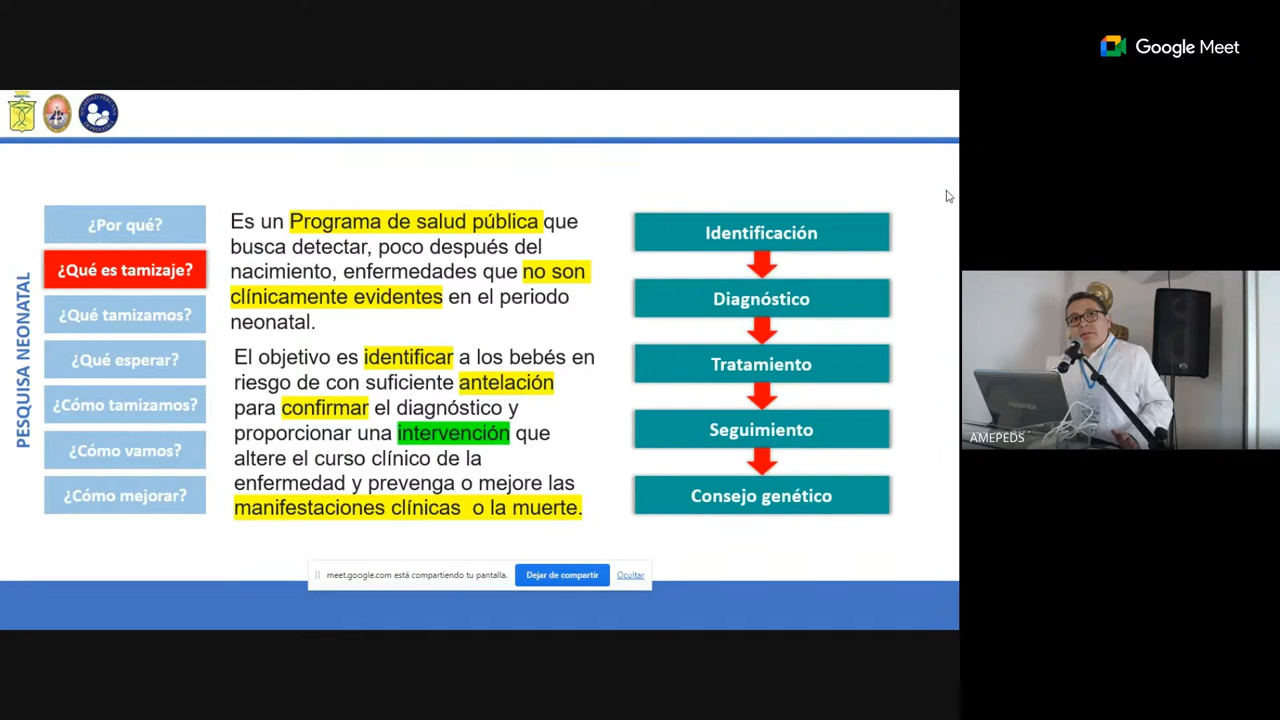 Google Meet
PESQUISA NEONATAL
¿Por qué?
¿Qué es tamizaje?
¿Qué tamizamos?
¿Qué esperar?
¿Cómo tamizamos?
¿Cómo vamos?
¿Cómo mejorar?
Es un Programa de salud pública que
busca detectar, poco después del
nacimiento, enfermedades que no son
clínicamente evidentes en el periodo
neonatal.
El objetivo es identificar a los bebés en
riesgo de con suficiente antelación
para confirmar el diagnóstico y
proporcionar una intervención que
altere el curso clínico de la
enfermedad y prevenga o mejore las
manifestaciones clínicas o la muerte.
Identificación
Diagnóstico
Tratamiento
Seguimiento
Consejo genético
AMEPEDS
meet.google.com está compartiendo tu pantalla.
Dejar de compartir
Ocultar